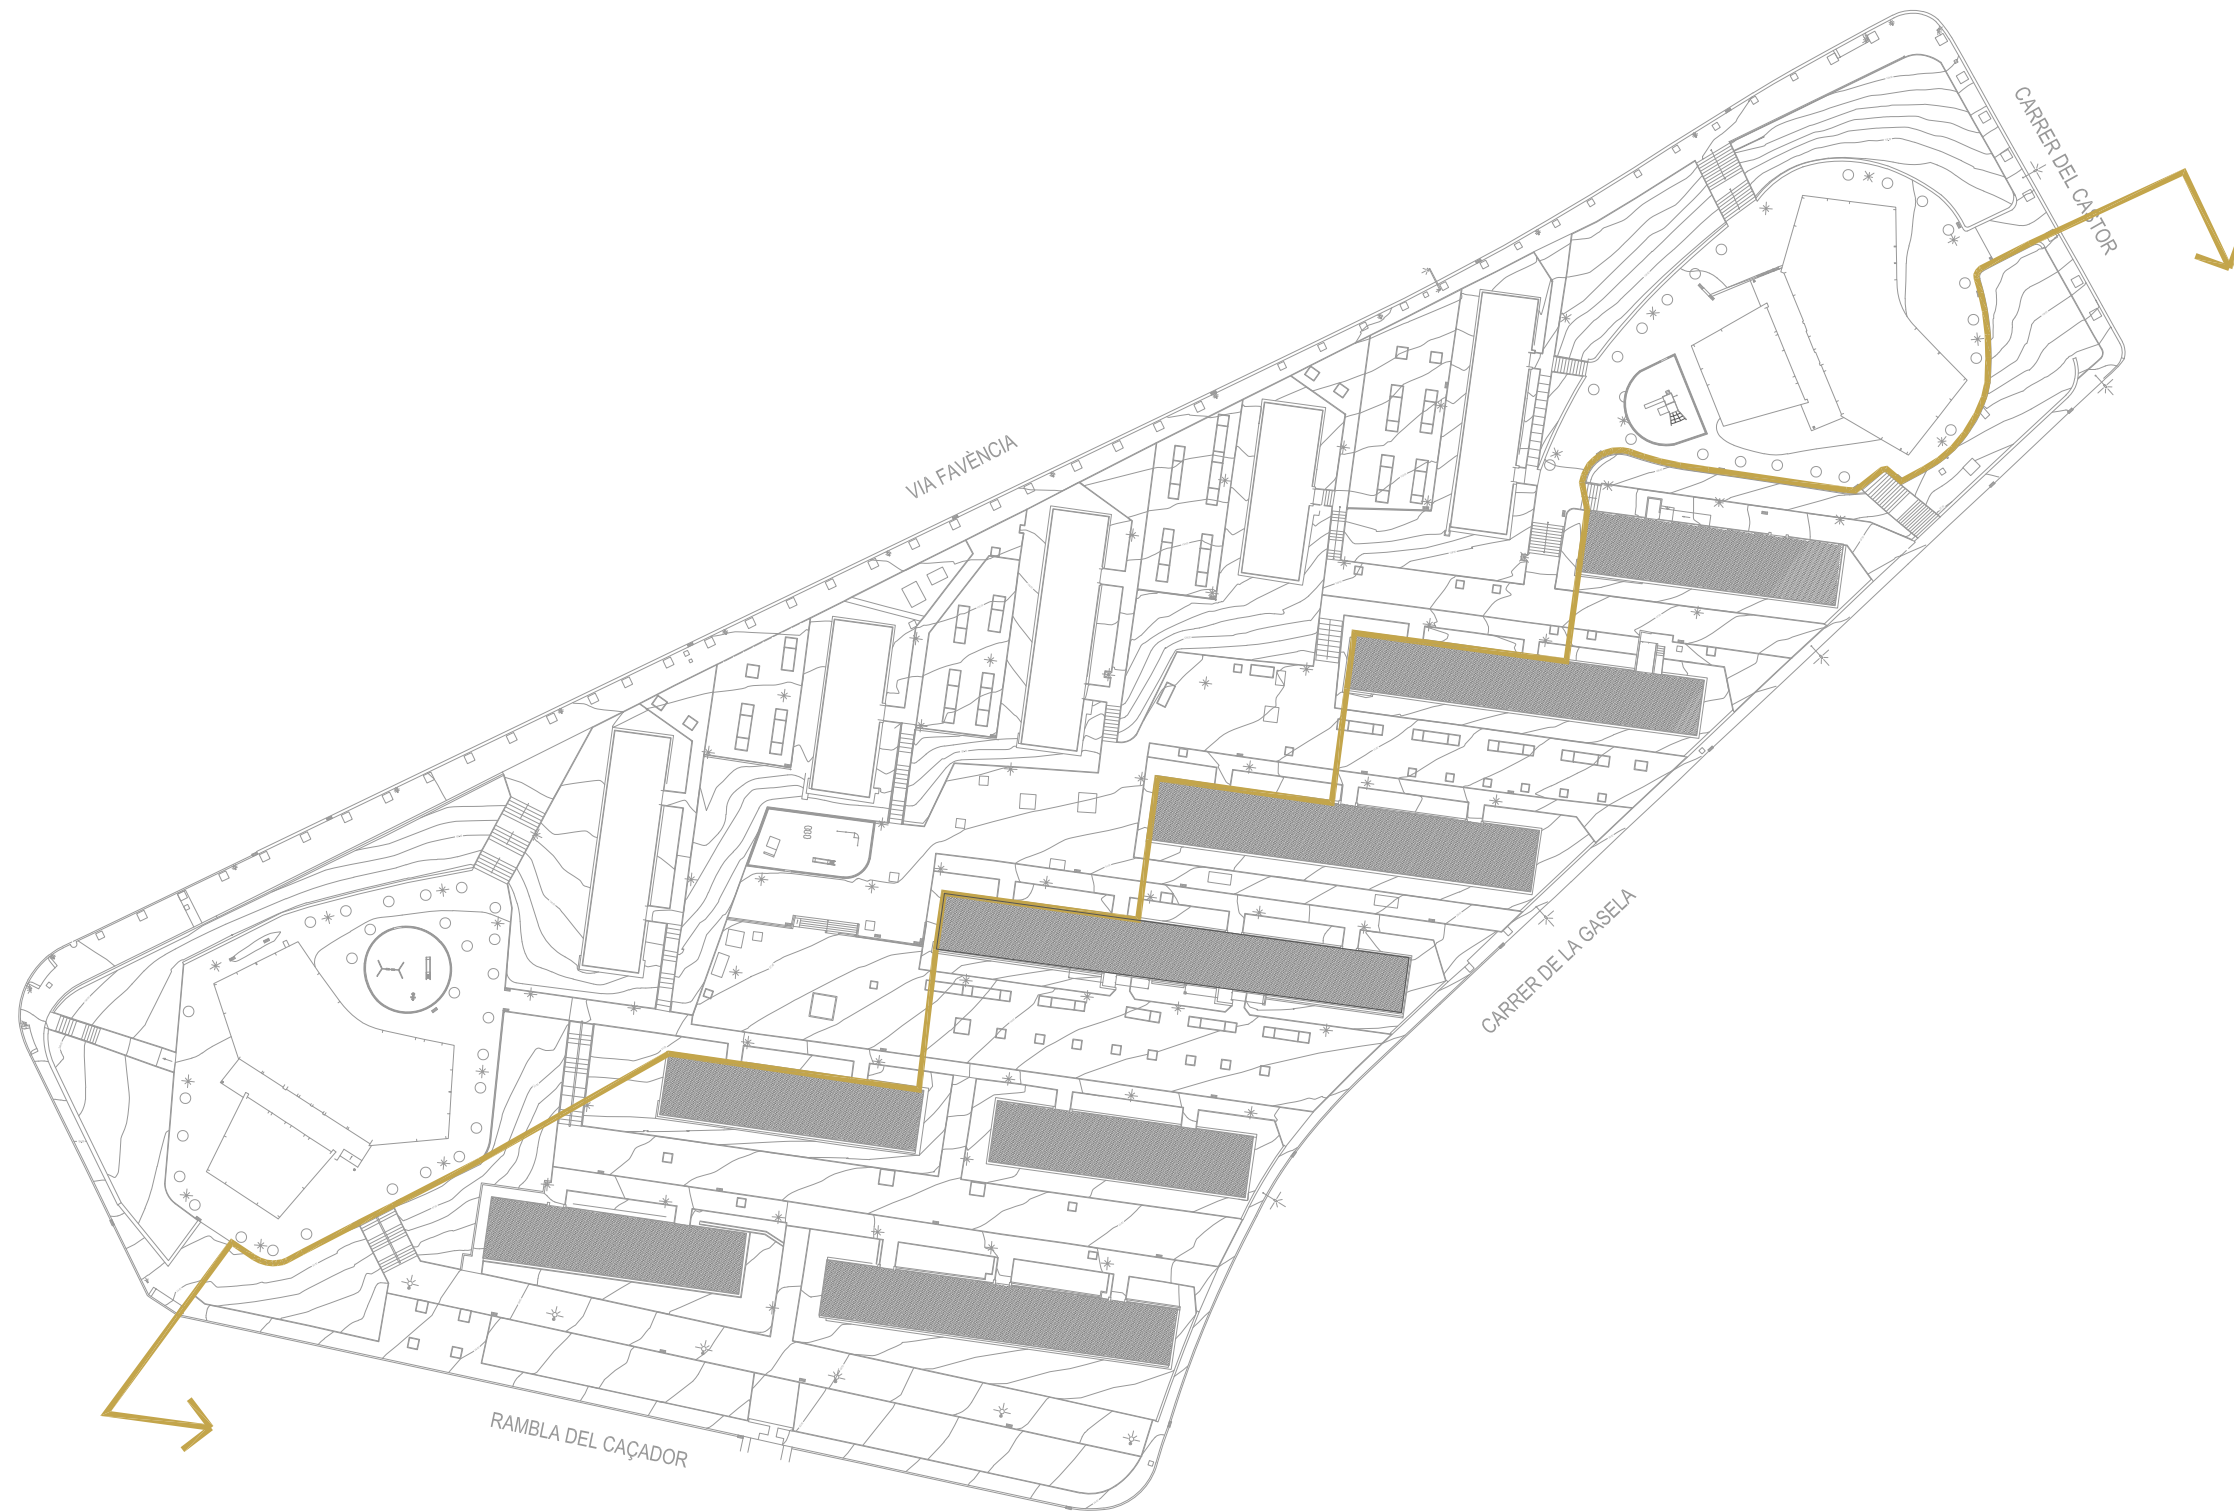 CARRER DEL CASTOR
VIA FAVÈNCIA
CARRER DE LA GASELA
RAMBLA DEL CAÇADOR